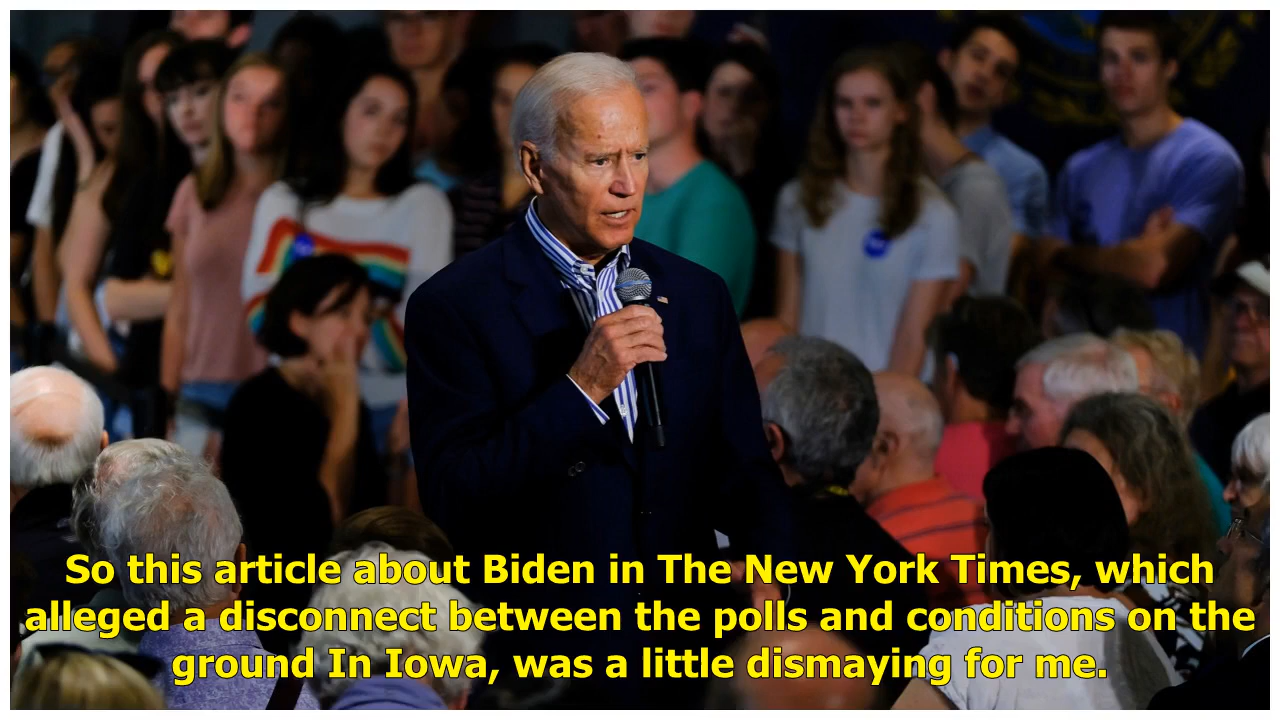 So this article about Biden in The New York Times, which
alleged a disconnect between the polls and conditions on the
ground In Iowa, was a little dismaying for me.